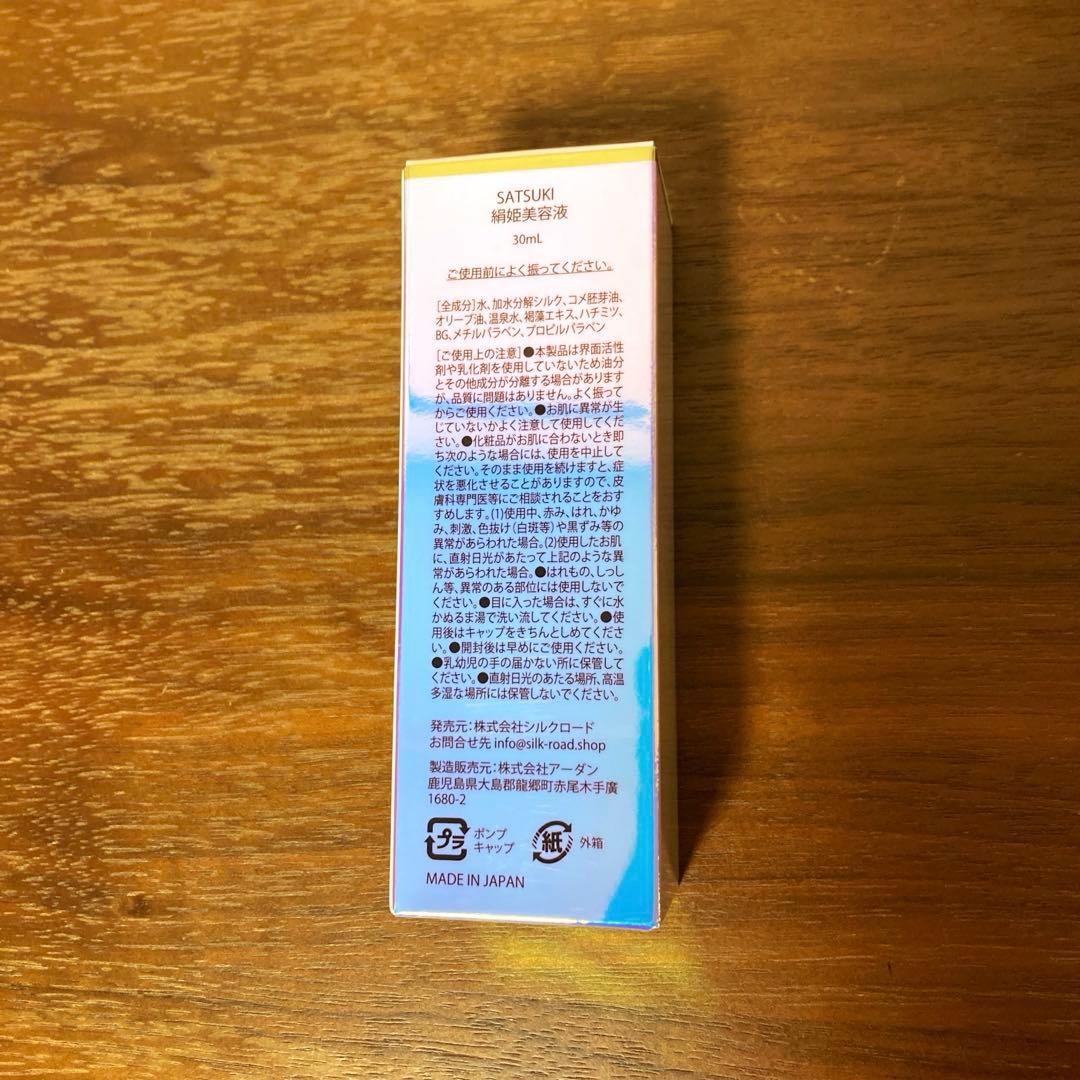 SATSUKI
絹姫美容液
30mL
ご使用前によく振ってください。
[全成分]水、加水分解シルク、コメ胚芽油、
オリーブ油、温泉水、褐藻エキス、ハチミツ、
BG、メチルパラベン、プロピルパラベン
[ご使用上の注意]●本製品は界面活性
剤や乳化剤を使用していないため油分
とその他成分が分離する場合があります
が、品質に問題はありません。よく振って
からご使用ください。●お肌に異常が生
じていないかよく注意して使用してくだ
さい。●化粧品がお肌に合わないとき即
ち次のような場合には、使用を中止して
ください。そのまま使用を続けますと、症
状を悪化させることがありますので、皮
膚科専門医等にご相談されることをおす
すめします。(1)使用中、赤み、はれ、かゆ
み、刺激、色抜け(白斑等)や黒ずみ等の
異常があらわれた場合。(2)使用したお肌
に、直射日光があたって上記のような異
常があらわれた場合。●はれもの、しっし
ん等、異常のある部位には使用しないで
ください。●目に入った場合は、すぐに水
かぬるま湯で洗い流してください。●使
用後はキャップをきちんとしめてくださ
い。●開封後は早めにご使用ください。
●乳幼児の手の届かない所に保管して
ください。●直射日光のあたる場所、高温
多湿な場所には保管しないでください。
発売元:株式会社シルクロード
お問合せ先 info@silk-road.shop
製造販売元:株式会社アーダン
鹿児島県大島郡龍郷町赤尾木手廣
1680-2
プラ ポンプ
キャップ
紙 外箱
MADE IN JAPAN